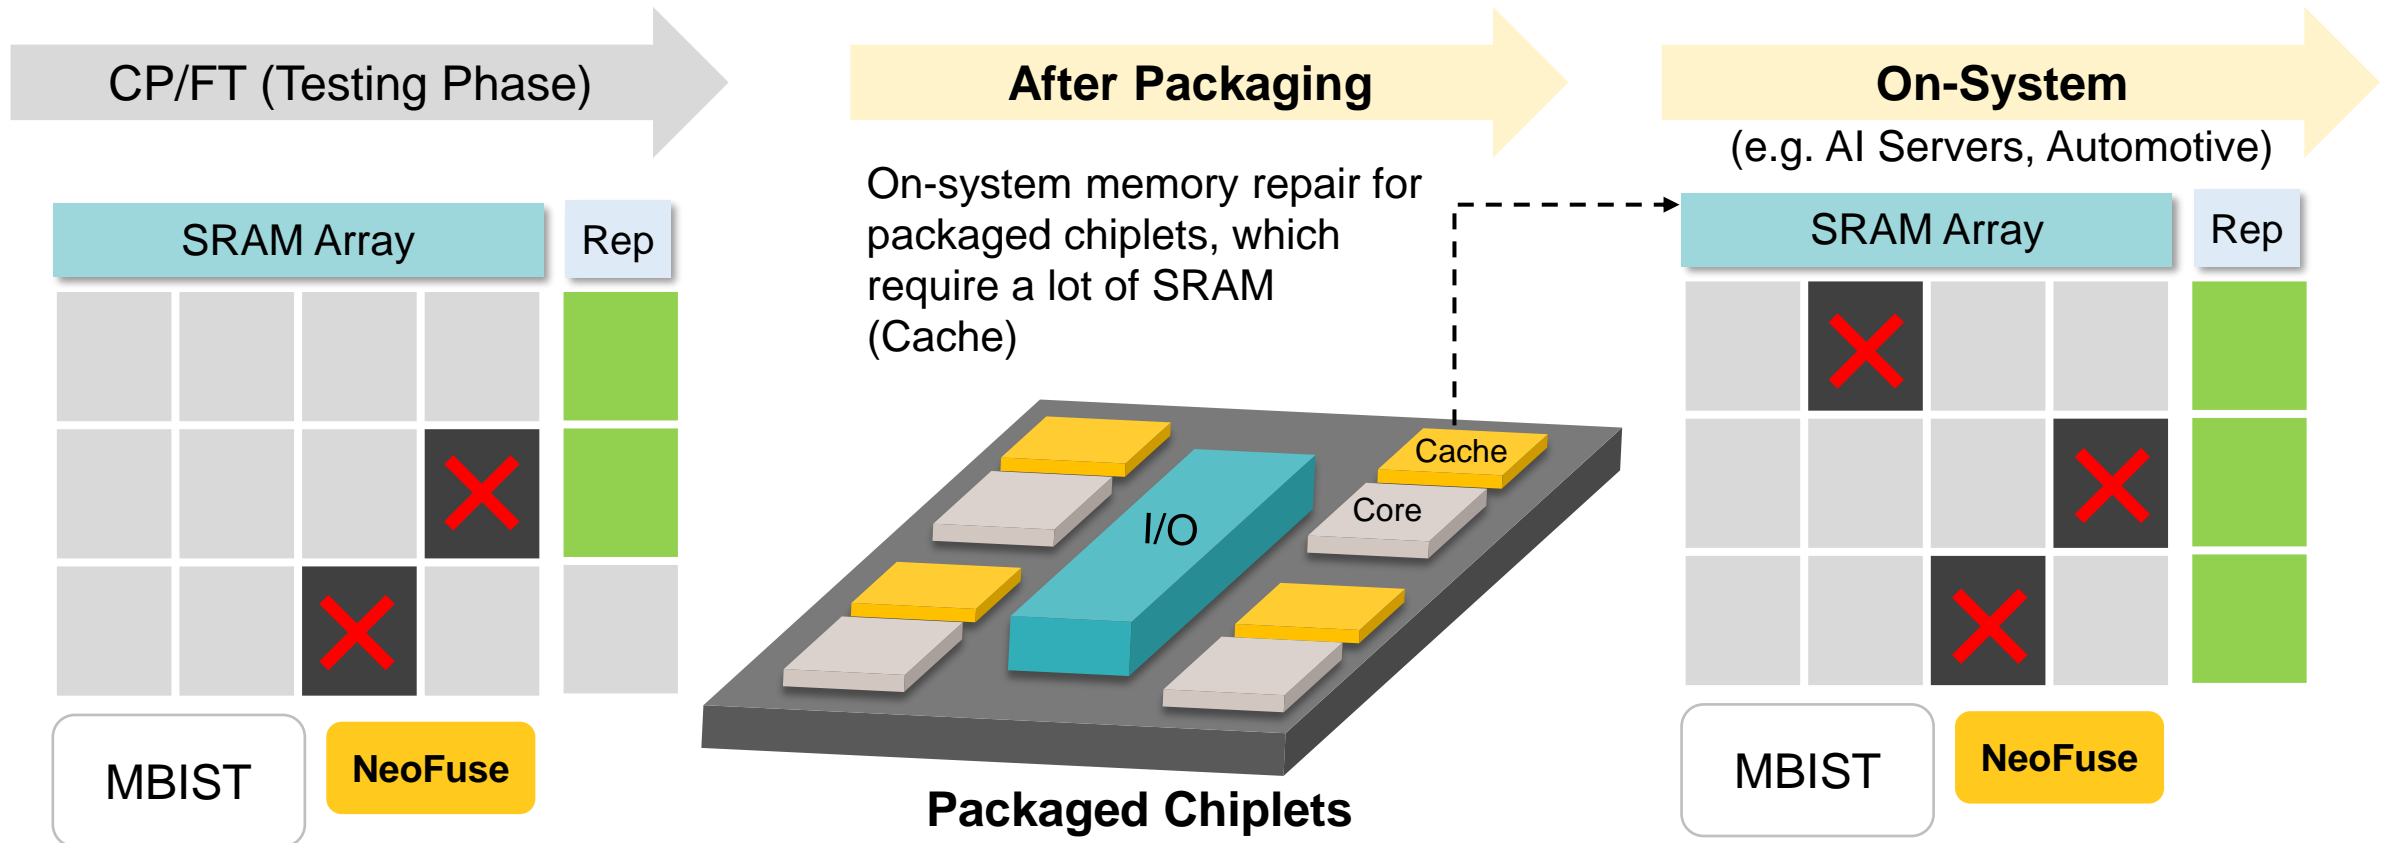 CP/FT (Testing Phase)
After Packaging
On-System
(e.g. AI Servers, Automotive)
On-system memory repair for
packaged chiplets, which
require a lot of SRAM
(Cache)
SRAM Array
Rep
MBIST
NeoFuse
Cache
Core
I/O
Packaged Chiplets
SRAM Array
Rep
MBIST
NeoFuse